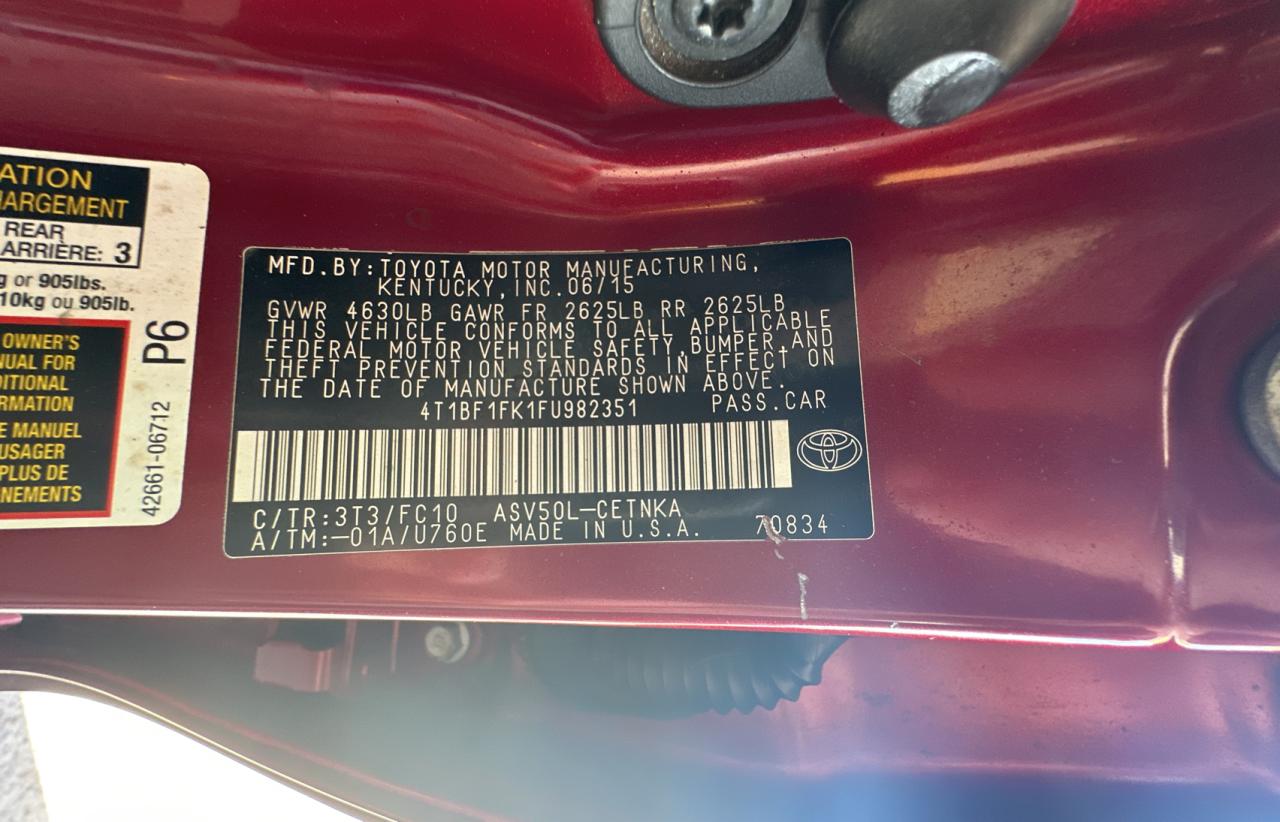 ATION
HARGEMENT
REAR
ARRIÈRE: 3
g or 905lbs.
10kg ou 905lb.
OWNER'S
NUAL FOR
DITIONAL
RMATION
E MANUEL
USAGER
PLUS DE
NEMENTS
P6
42661-06712
MFD.BY:TOYOTA MOTOR MANUFACTURING,
KENTUCKY,INC.06/15
GVWR 4630LB GAWR FR 2625LB RR 2625LB
THIS VEHICLE CONFORMS TO ALL APPLICABLE
FEDERAL MOTOR VEHICLE SAFETY,BUMPER,AND
THEFT PREVENTION STANDARDS IN EFFECT ON
THE DATE OF MANUFACTURE SHOWN ABOVE.
4T1BF1FK1FU982351 PASS.CAR
C/TR:3T3/FC10 ASV50L-CETNKA
A/TM:-01A/U760E MADE IN U.S.A. 70834